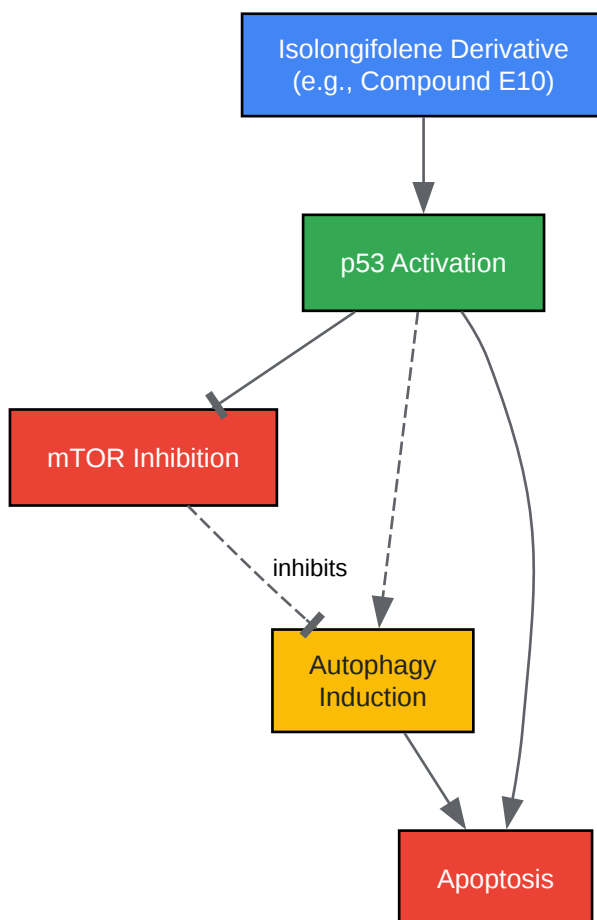 Isolongifolene Derivative
(e.g., Compound E10)
p53 Activation
mTOR Inhibition
inhibits
Autophagy
Induction
Apoptosis